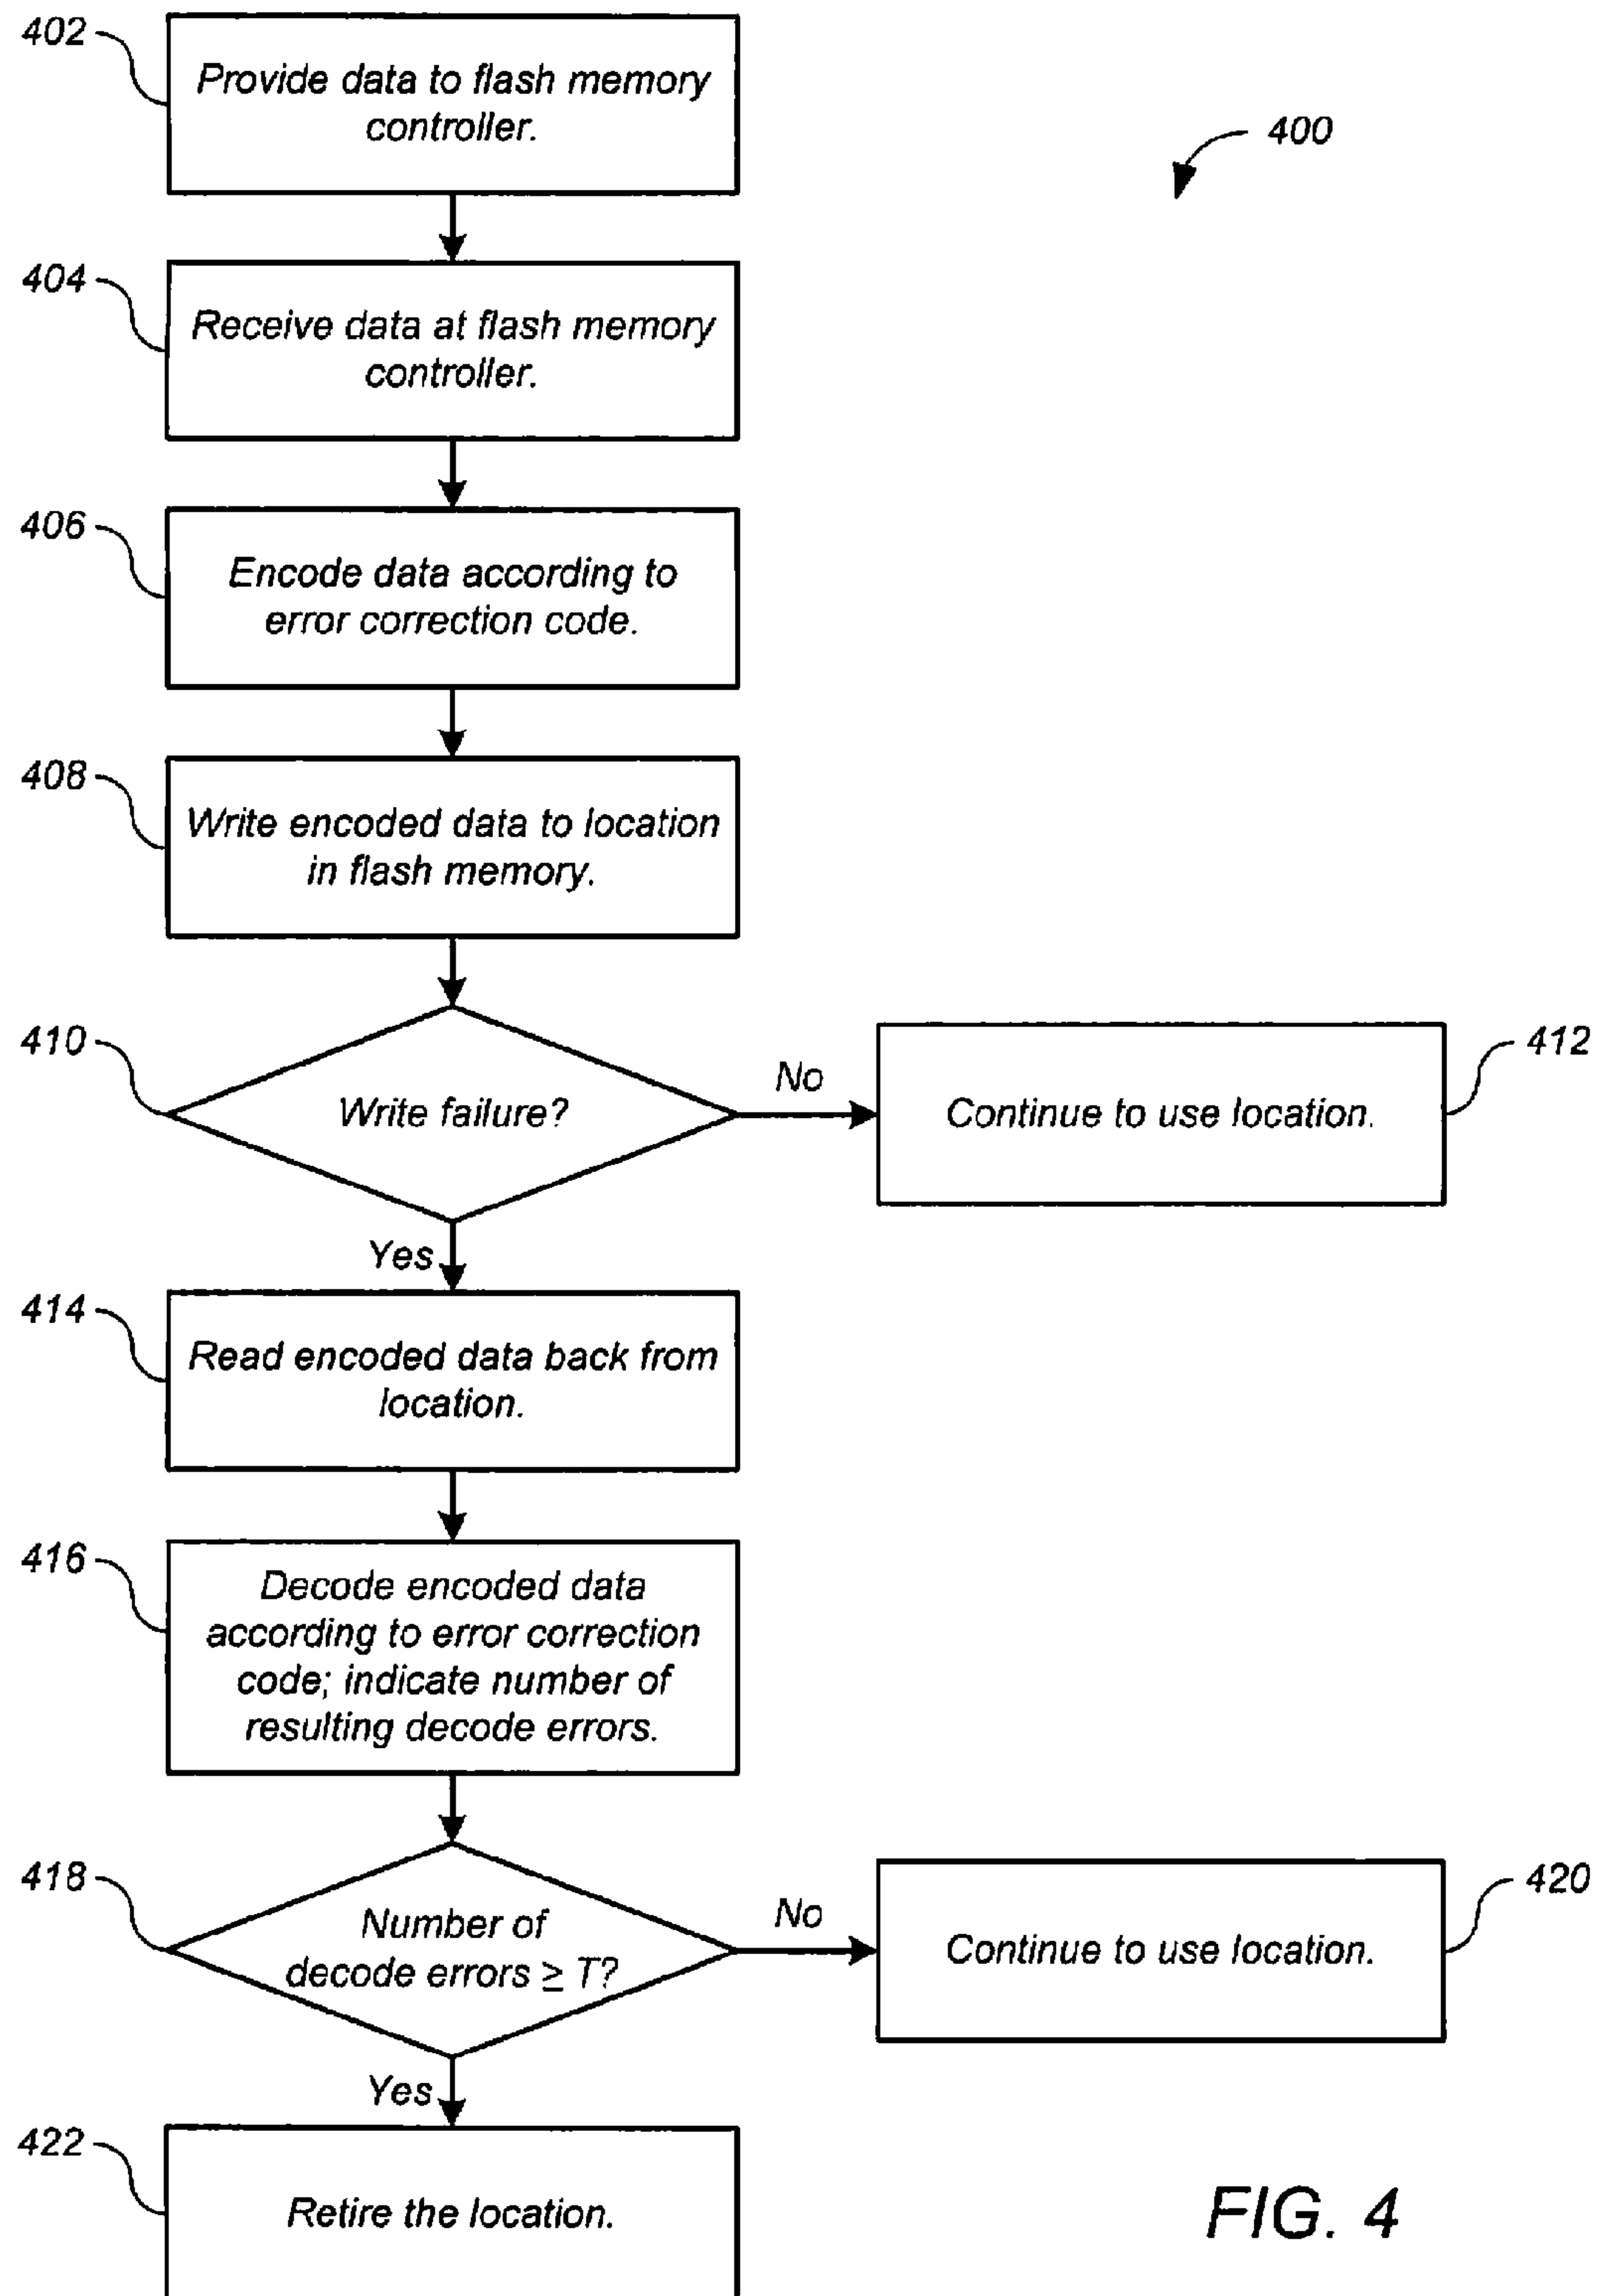 402
Provide data to flash memory
controller.
400
404
Receive data at flash memory
controller.
406
Encode data according to
error correction code.
408
Write encoded data to location
in flash memory.
410
Write failure?
No
Continue to use location.
412
Yes
414
Read encoded data back from
location.
416
Decode encoded data
according to error correction
code; indicate number of
resulting decode errors.
418
Number of
decode errors ≥ T?
No
Continue to use location.
420
Yes
422
Retire the location.
FIG. 4